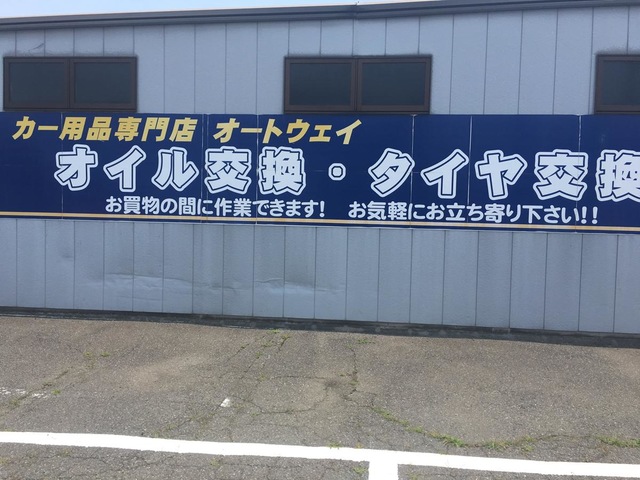 カー用品専門店 オートウェイ
オイル交換・タイヤ交換
お買物の間に作業できます! お気軽にお立ち寄り下さい!!